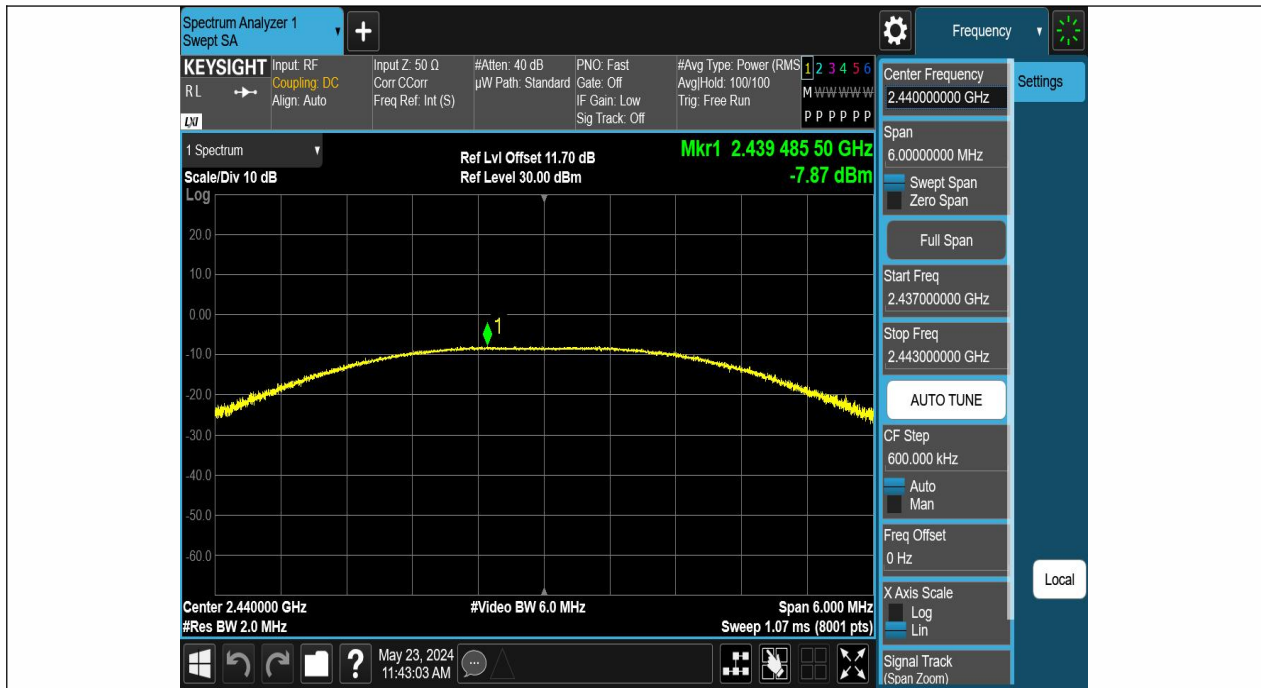 Spectrum Analyzer 1
Swept SA
+
Frequency
KEYSIGHT
R L
LXI
Input: RF
Coupling: DC
Align: Auto
Input Z: 50 Ω
Corr CCorr
Freq Ref: Int (S)
#Atten: 40 dB
µW Path: Standard
PNO: Fast
Gate: Off
IF Gain: Low
Sig Track: Off
#Avg Type: Power (RMS
Avg|Hold: 100/100
Trig: Free Run
1 2 3 4 5 6
M W W W W W
P P P P P P
1 Spectrum
Scale/Div 10 dB
Ref Lvl Offset 11.70 dB
Ref Level 30.00 dBm
Mkr1 2.439 485 50 GHz
-7.87 dBm
Log
20.0
10.0
0.00
-10.0
-20.0
-30.0
-40.0
-50.0
-60.0
1
Center 2.440000 GHz
#Res BW 2.0 MHz
#Video BW 6.0 MHz
Span 6.000 MHz
Sweep 1.07 ms (8001 pts)
?
May 23, 2024
11:43:03 AM
Center Frequency
2.440000000 GHz
Span
6.00000000 MHz
Swept Span
Zero Span
Full Span
Start Freq
2.437000000 GHz
Stop Freq
2.443000000 GHz
AUTO TUNE
CF Step
600.000 kHz
Auto
Man
Freq Offset
0 Hz
X Axis Scale
Log
Lin
Signal Track
(Span Zoom)
Settings
Local